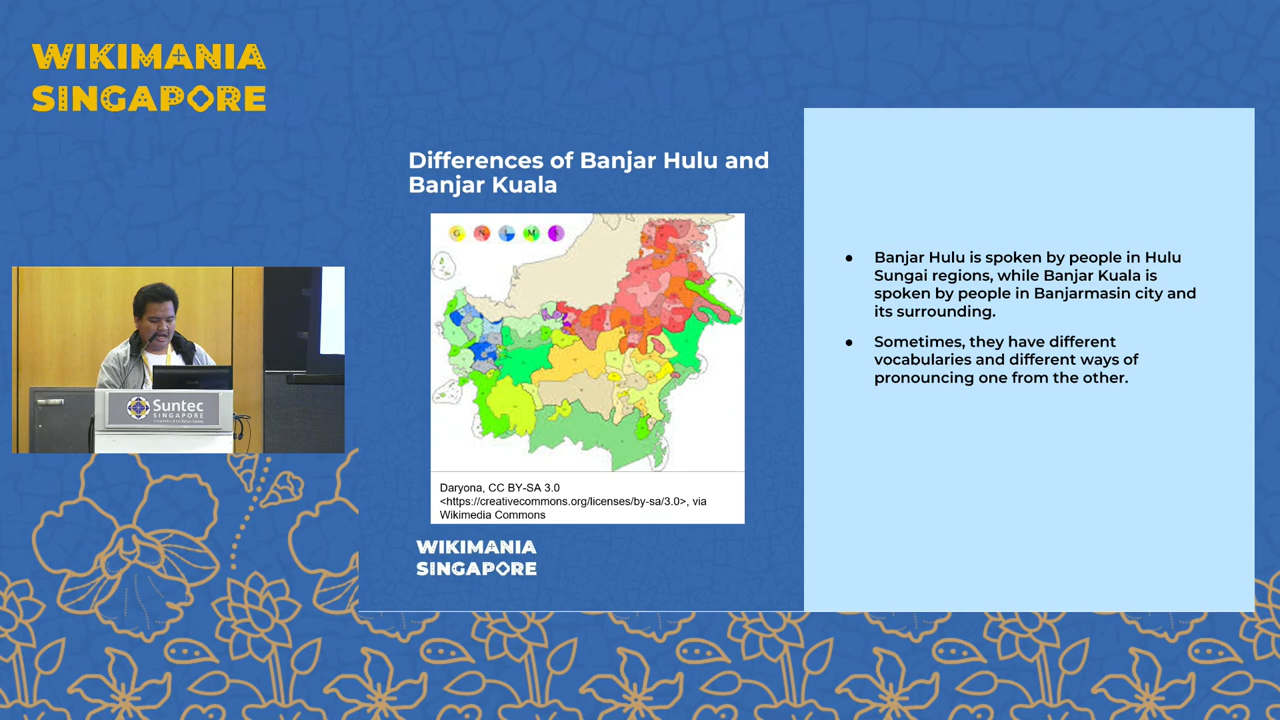 WIKIMANIA
SINGAPORE
Differences of Banjar Hulu and
Banjar Kuala
G N L M
Daryona, CC BY-SA 3.0
<https://creativecommons.org/licenses/by-sa/3.0>, via
Wikimedia Commons
WIKIMANIA
SINGAPORE
● Banjar Hulu is spoken by people in Hulu
Sungai regions, while Banjar Kuala is
spoken by people in Banjarmasin city and
its surrounding.
● Sometimes, they have different
vocabularies and different ways of
pronouncing one from the other.
Suntec
SINGAPORE